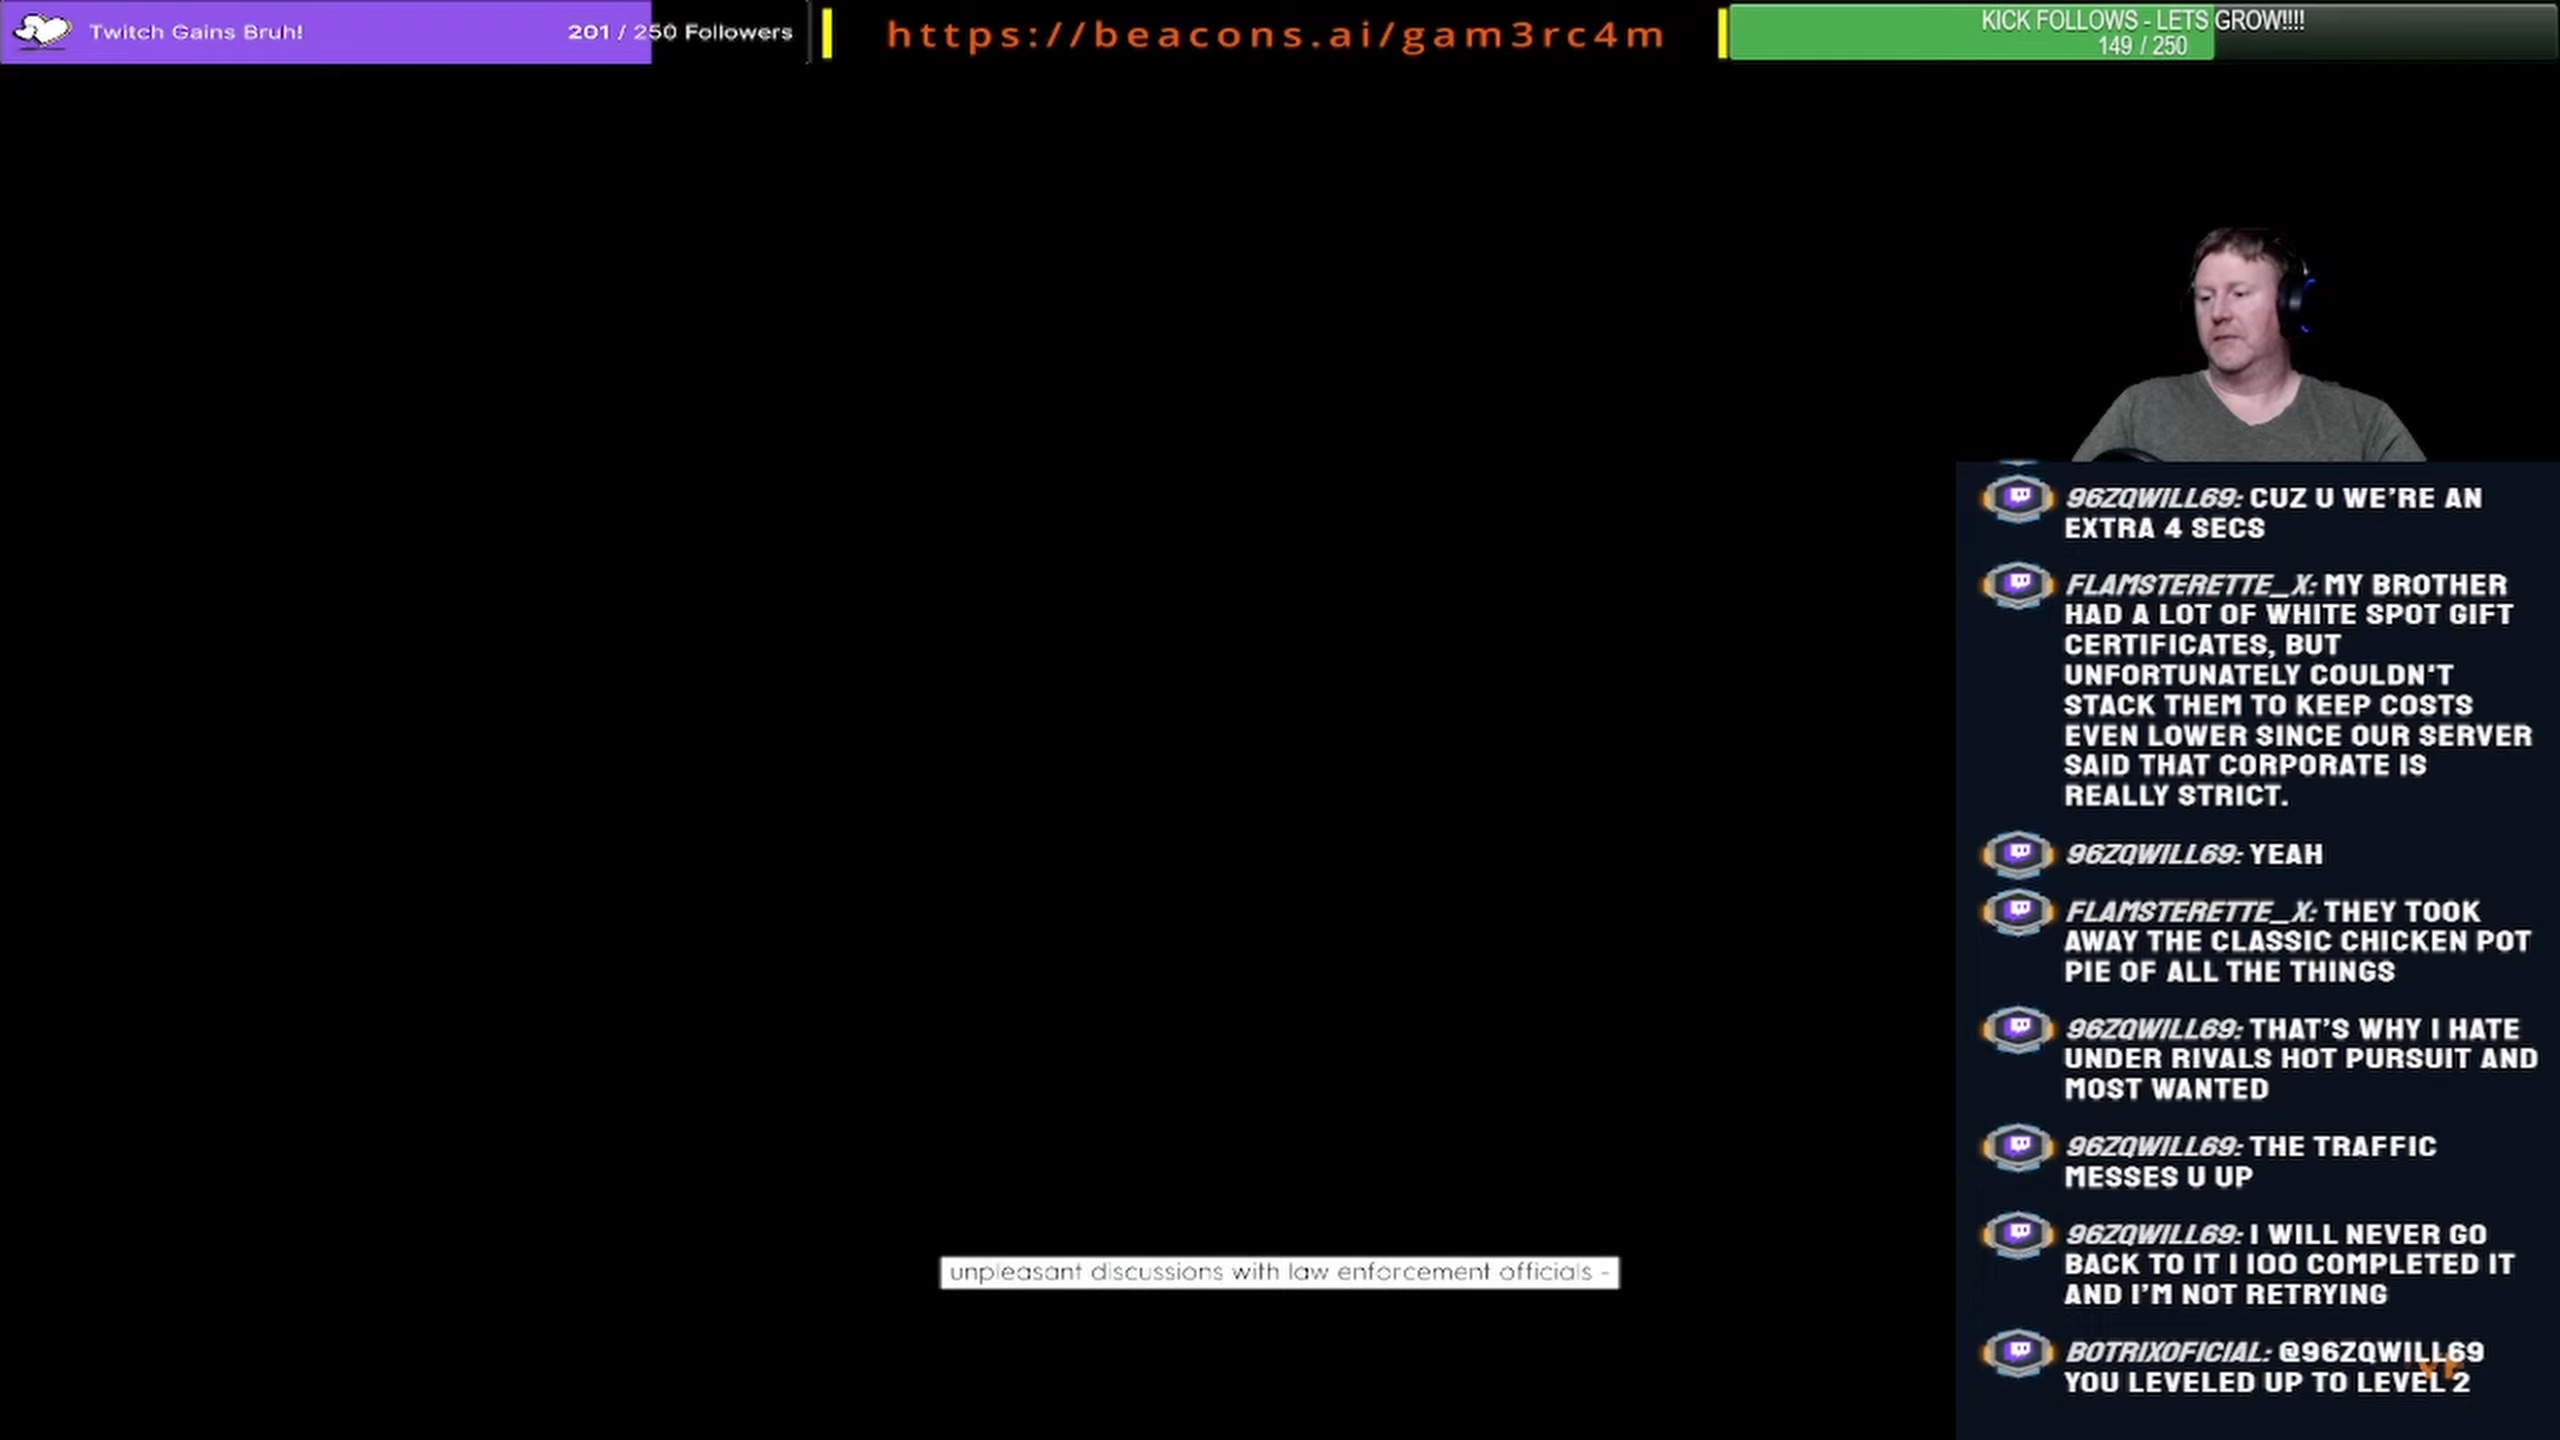 Twitch Gains Bruh!
201 / 250 Followers
https://beacons.ai/gam3rc4m
KICK FOLLOWS - LETS GROW!!!!
149 / 250
96ZQWILL69: CUZ U WE'RE AN
EXTRA 4 SECS
FLAMSTERETTE_X: MY BROTHER
HAD A LOT OF WHITE SPOT GIFT
CERTIFICATES, BUT
UNFORTUNATELY COULDN'T
STACK THEM TO KEEP COSTS
EVEN LOWER SINCE OUR SERVER
SAID THAT CORPORATE IS
REALLY STRICT.
96ZQWILL69: YEAH
FLAMSTERETTE_X: THEY TOOK
AWAY THE CLASSIC CHICKEN POT
PIE OF ALL THE THINGS
96ZQWILL69: THAT'S WHY I HATE
UNDER RIVALS HOT PURSUIT AND
MOST WANTED
96ZQWILL69: THE TRAFFIC
MESSES U UP
96ZQWILL69: I WILL NEVER GO
BACK TO IT I 100 COMPLETED IT
AND I'M NOT RETRYING
BOTRIXOFICIAL: @96ZQWILL69
YOU LEVELED UP TO LEVEL 2
unpleasant discussions with law enforcement officials -